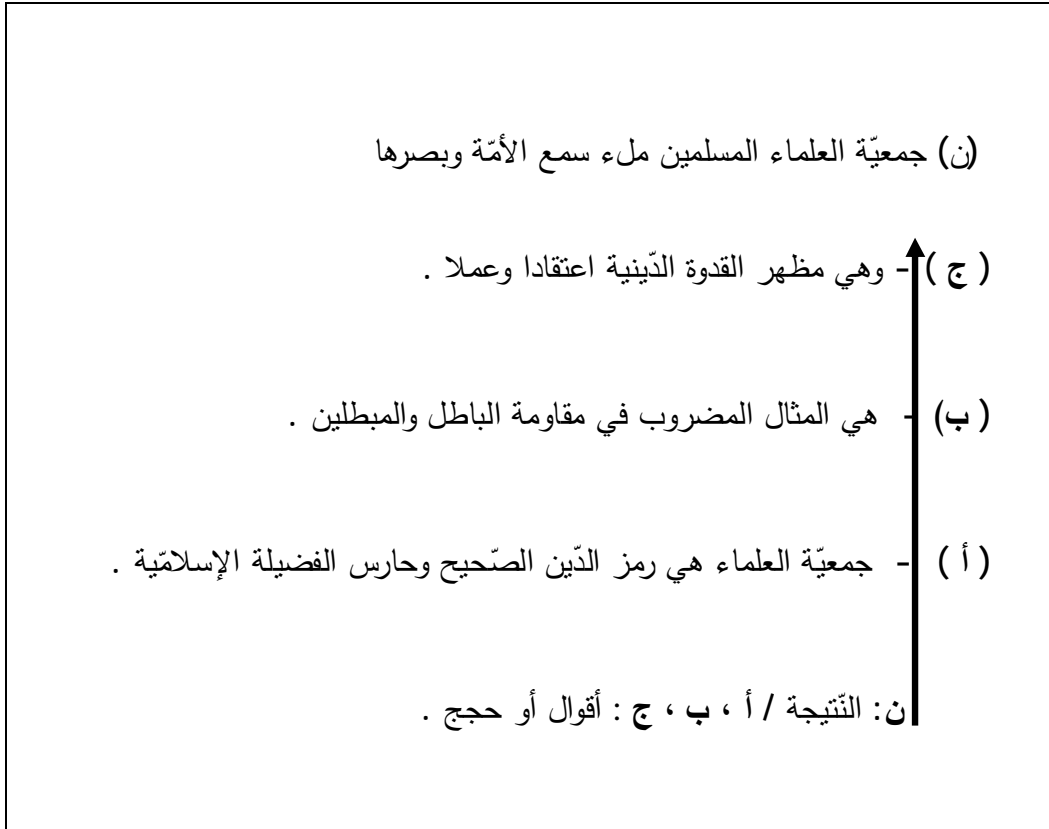 (ن) جمعيّة العلماء المسلمين ملء سمع الأمّة وبصرها
( ج ) - وهي مظهر القدوة الدّينية اعتقادا وعملا .
( ب) - هي المثال المضروب في مقاومة الباطل والمبطلين .
( أ ) - جمعيّة العلماء هي رمز الدّين الصّحيح وحارس الفضيلة الإسلاميّة .
ن: النّتيجة / أ ، ب ، ج : أقوال أو حجج .